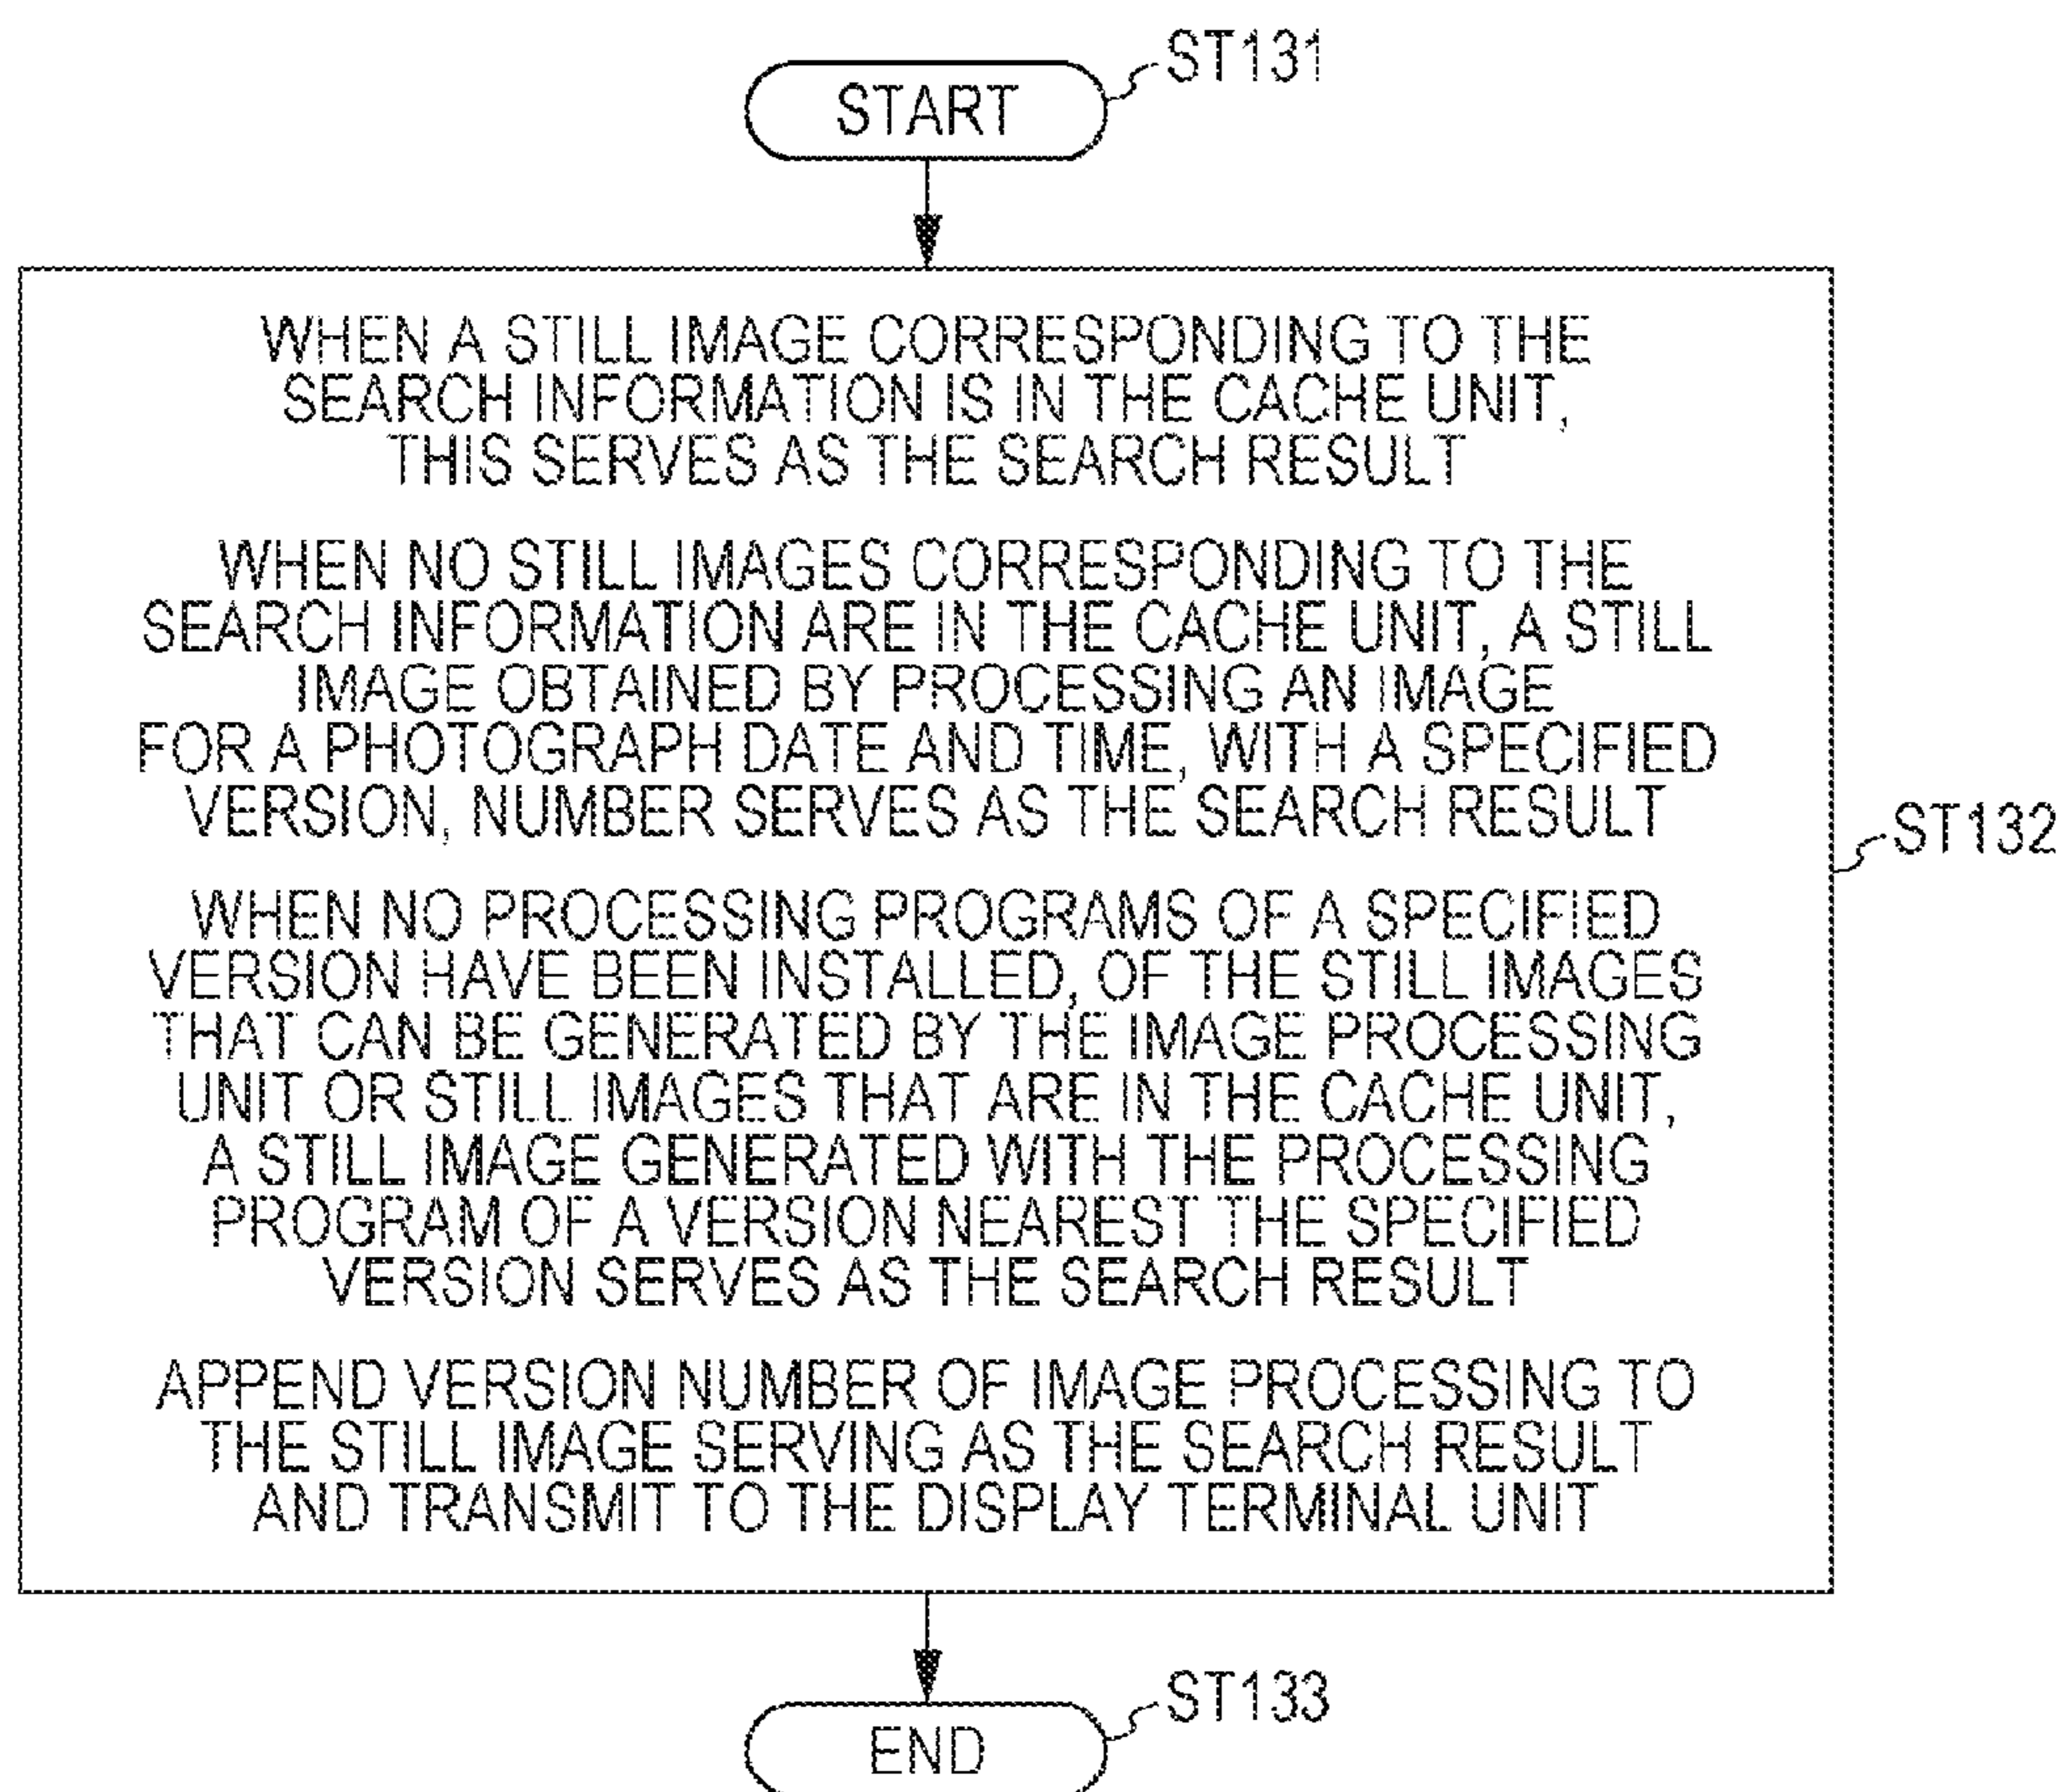 START
ST131
WHEN A STILL IMAGE CORRESPONDING TO THE
SEARCH INFORMATION IS IN THE CACHE UNIT,
THIS SERVES AS THE SEARCH RESULT
WHEN NO STILL IMAGES CORRESPONDING TO THE
SEARCH INFORMATION ARE IN THE CACHE UNIT, A STILL
IMAGE OBTAINED BY PROCESSING AN IMAGE
FOR A PHOTOGRAPH DATE AND TIME, WITH A SPECIFIED
VERSION, NUMBER SERVES AS THE SEARCH RESULT
WHEN NO PROCESSING PROGRAMS OF A SPECIFIED
VERSION HAVE BEEN INSTALLED, OF THE STILL IMAGES
THAT CAN BE GENERATED BY THE IMAGE PROCESSING
UNIT OR STILL IMAGES THAT ARE IN THE CACHE UNIT,
A STILL IMAGE GENERATED WITH THE PROCESSING
PROGRAM OF A VERSION NEAREST THE SPECIFIED
VERSION SERVES AS THE SEARCH RESULT
APPEND VERSION NUMBER OF IMAGE PROCESSING TO
THE STILL IMAGE SERVING AS THE SEARCH RESULT
AND TRANSMIT TO THE DISPLAY TERMINAL UNIT
ST132
END
ST133